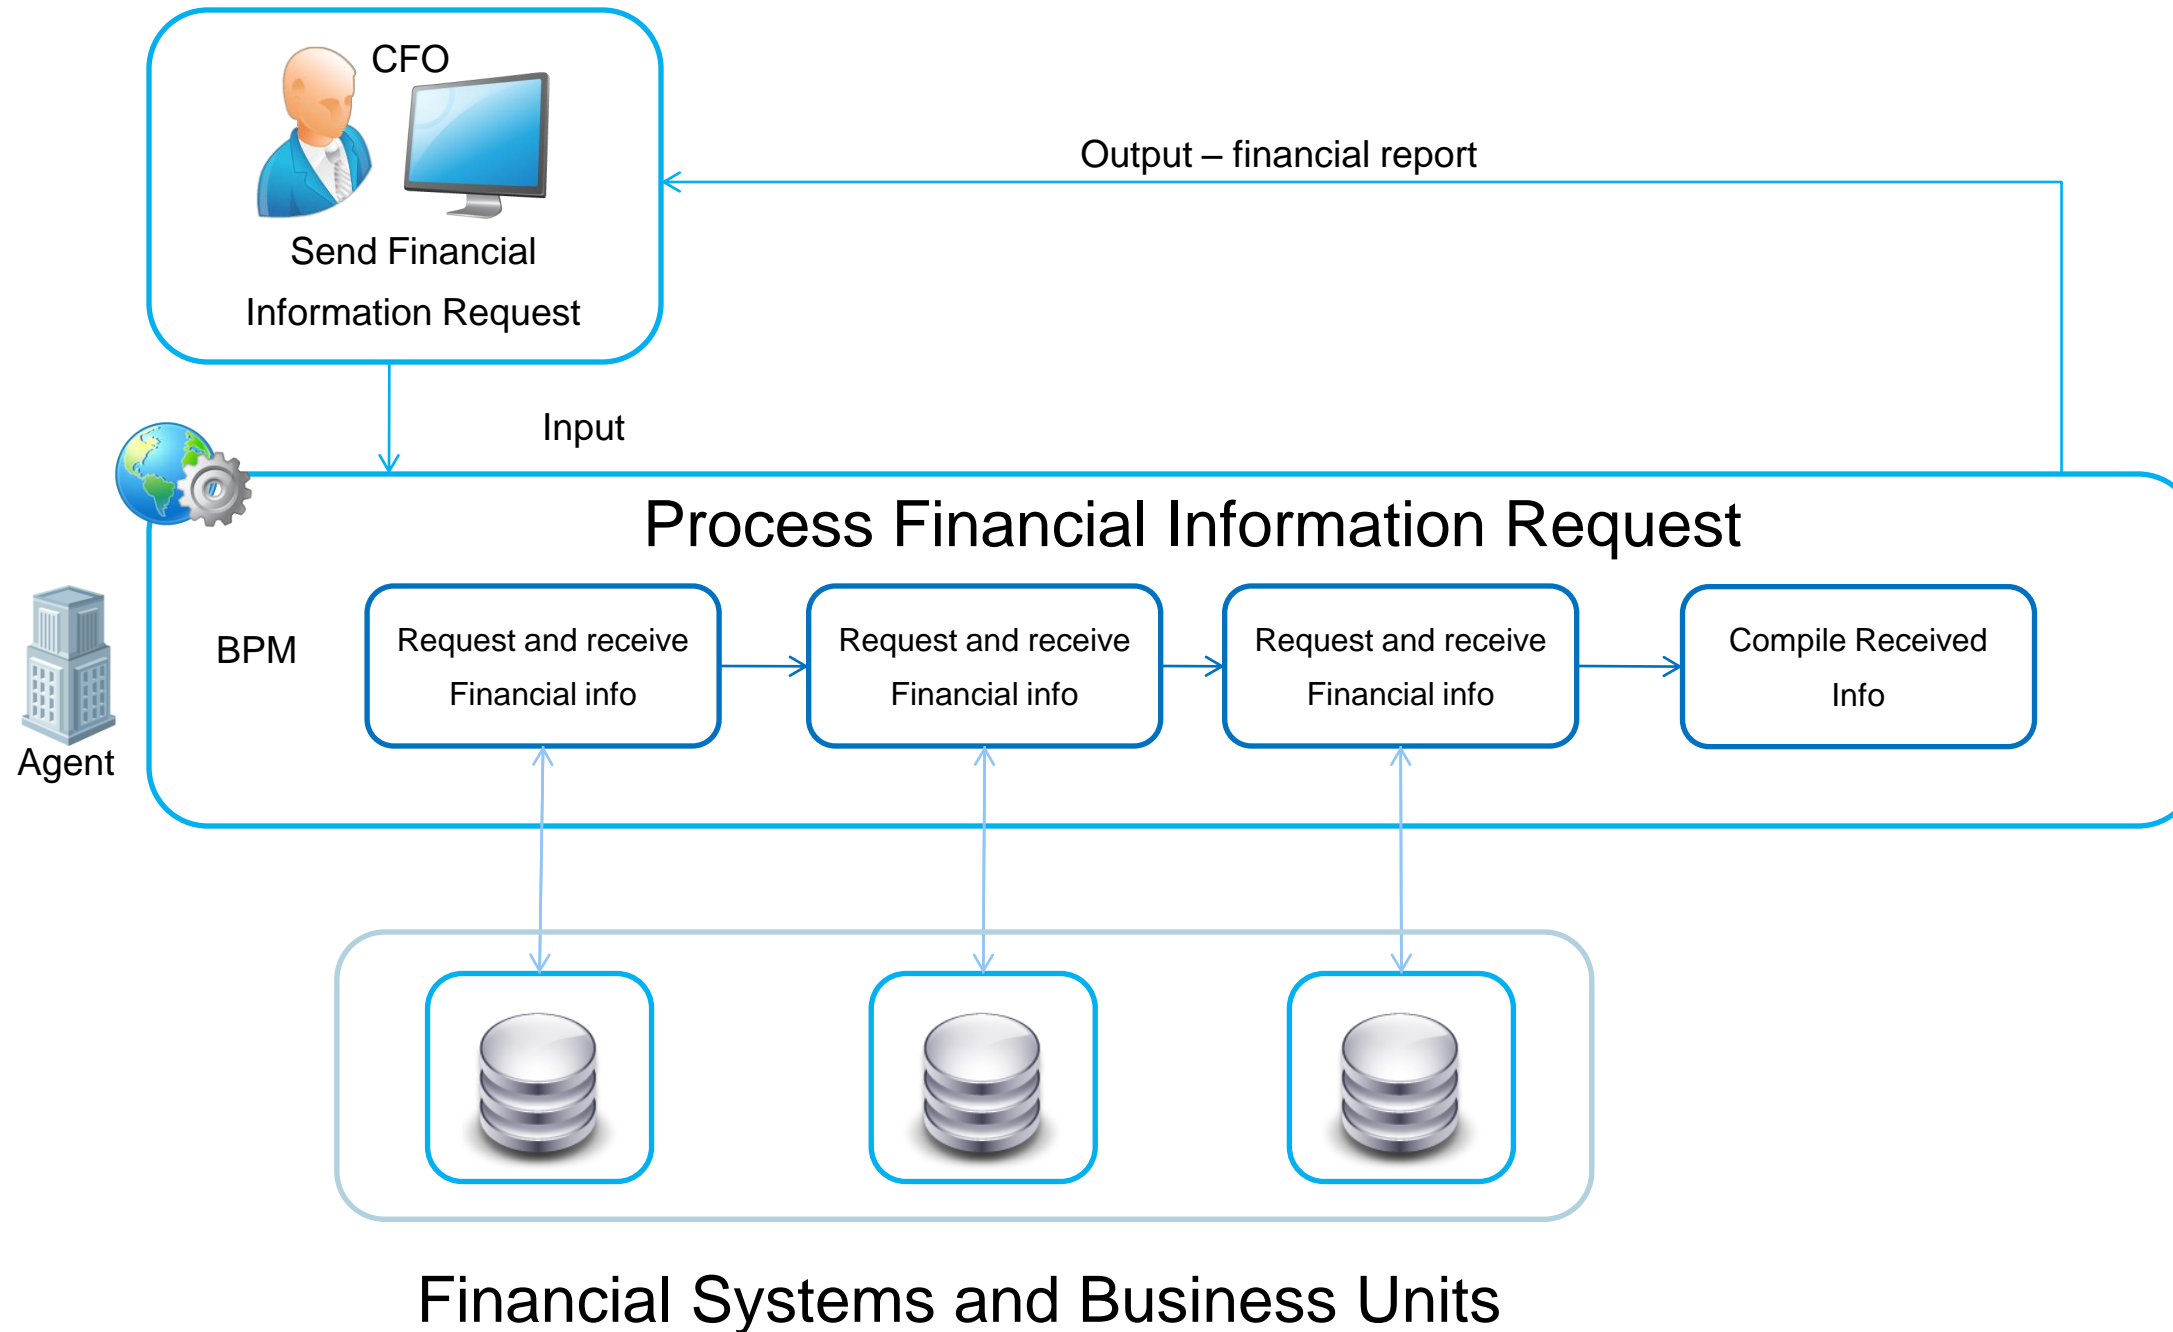 CFO
Send Financial
Information Request
Output – financial report
Input
Process Financial Information Request
BPM
Request and receive
Financial info
Request and receive
Financial info
Request and receive
Financial info
Compile Received
Info
Agent
Financial Systems and Business Units